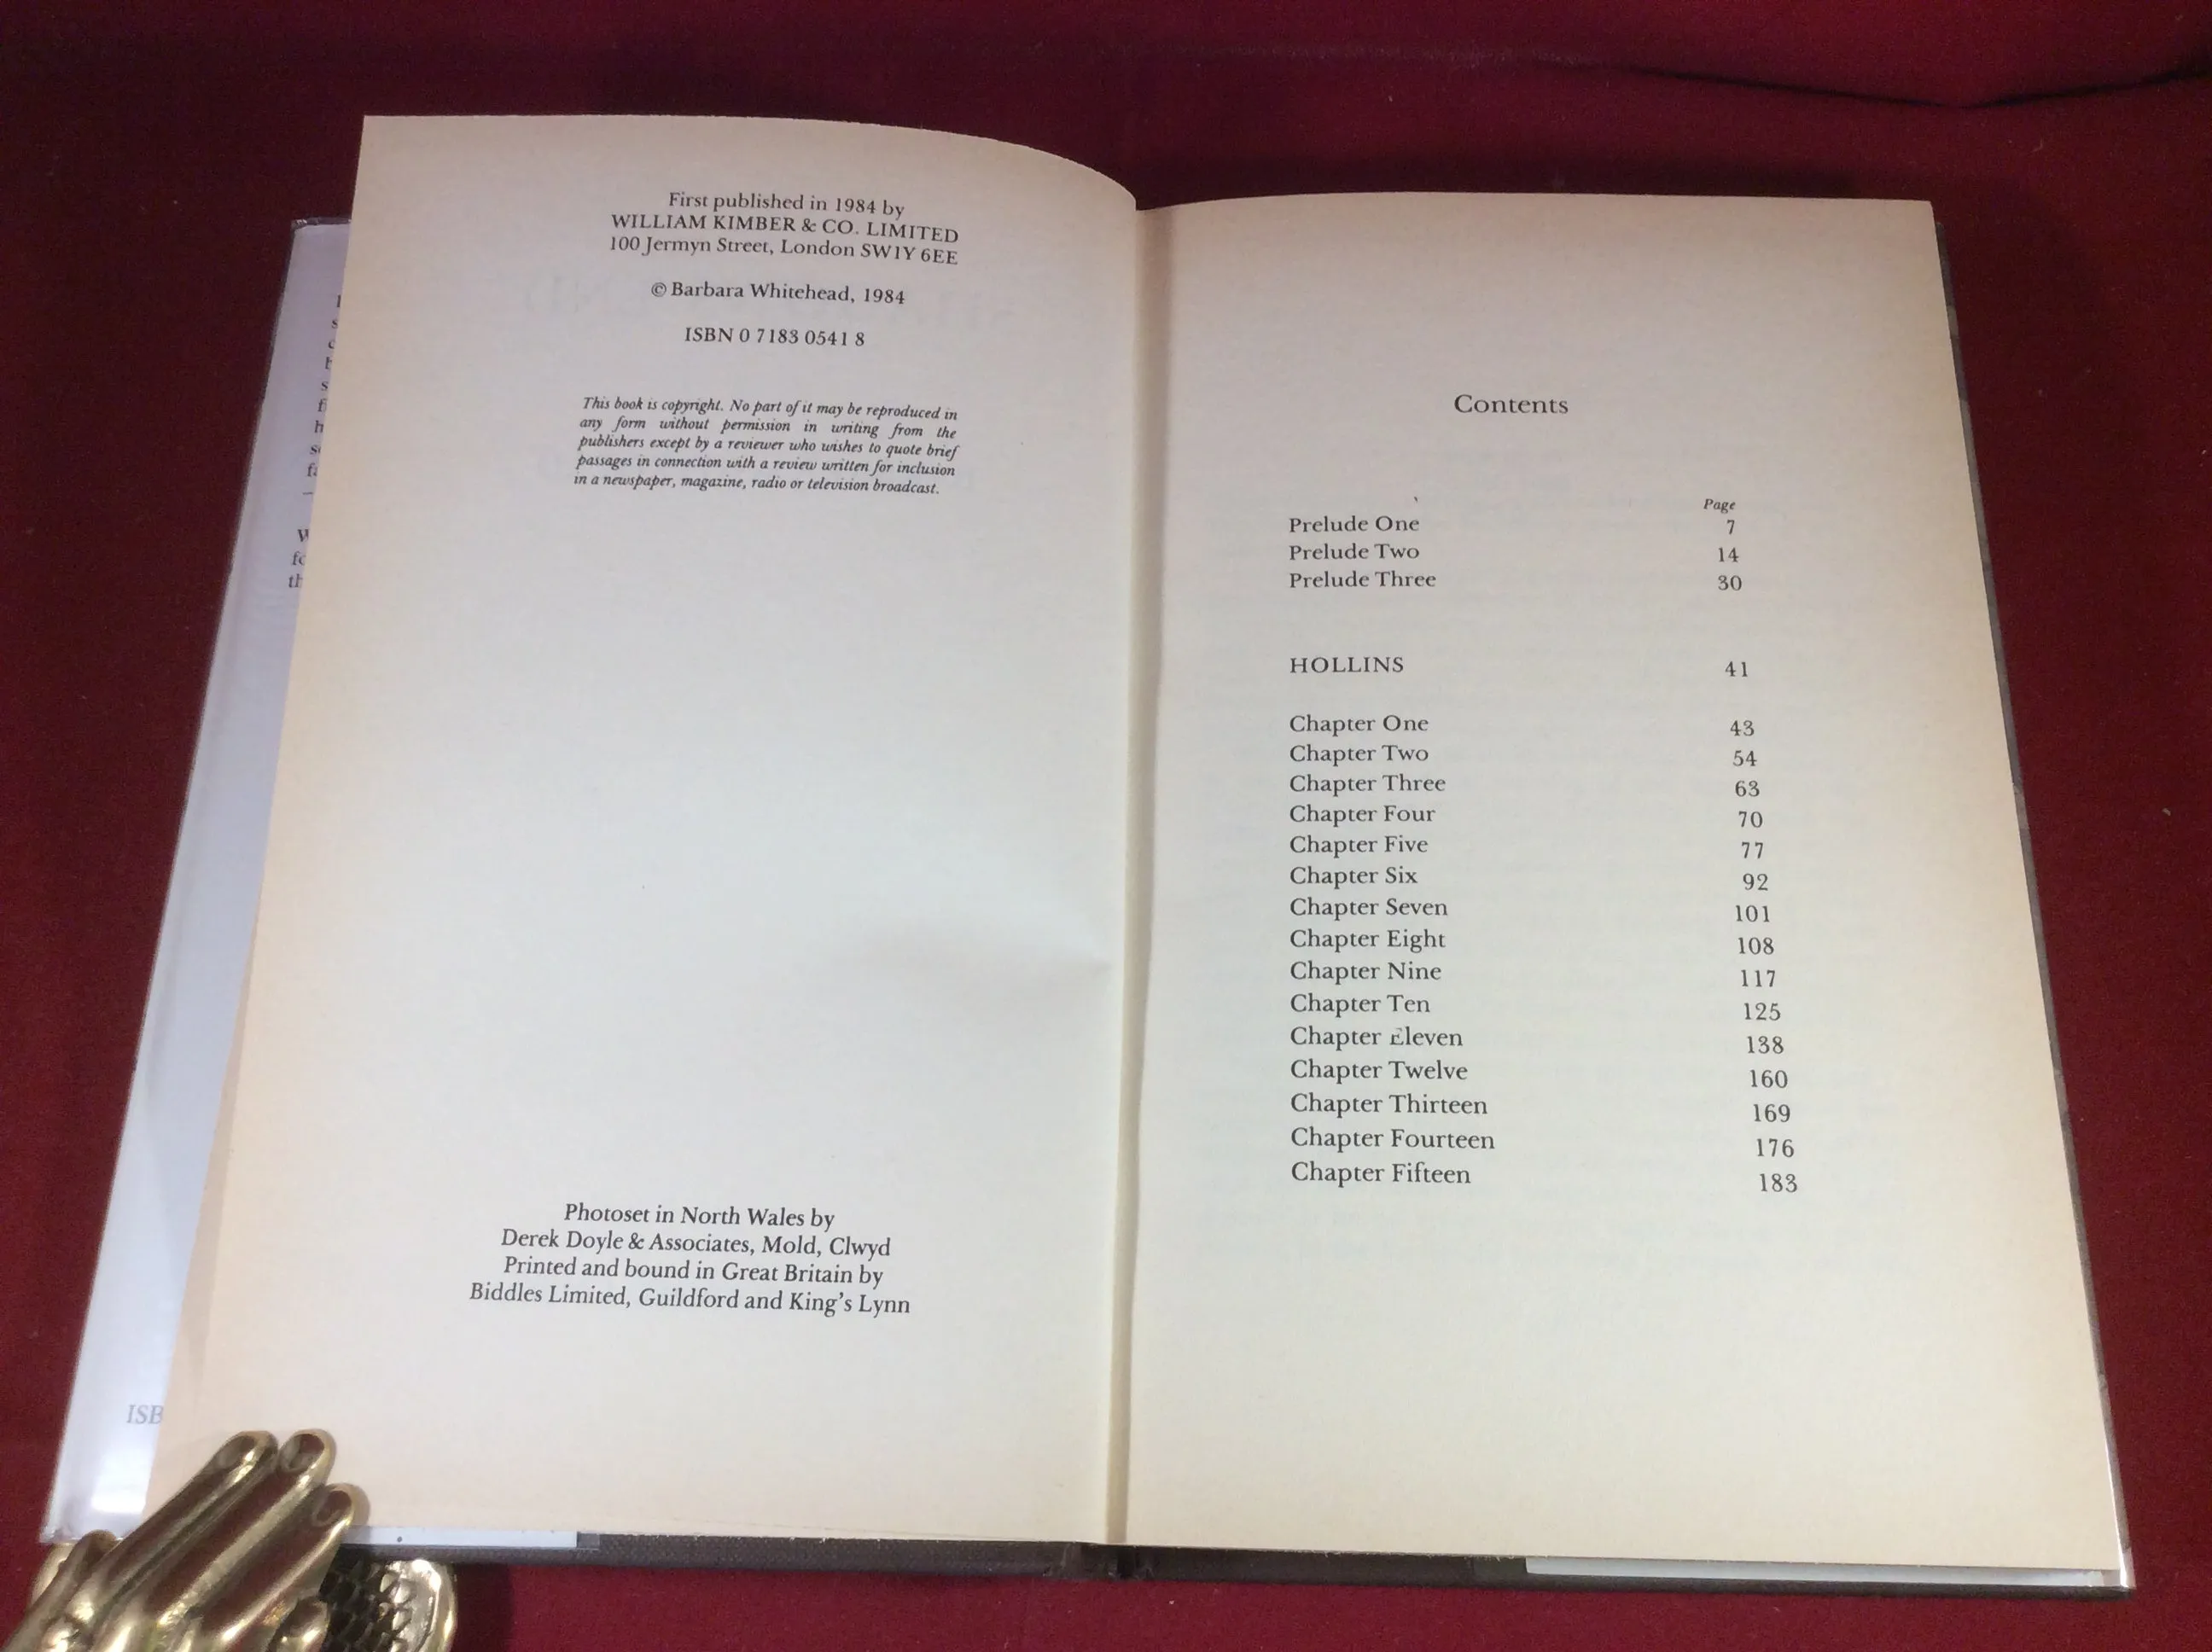 First published in 1984 by
WILLIAM KIMBER & CO. LIMITED
100 Jermyn Street, London SW1Y 6EE
© Barbara Whitehead, 1984
ISBN 0 7183 0541 8
This book is copyright. No part of it may be reproduced in
any form without permission in writing from the
publishers except by a reviewer who wishes to quote brief
passages in connection with a review written for inclusion
in a newspaper, magazine, radio or television broadcast.
Photoset in North Wales by
Derek Doyle & Associates, Mold, Clwyd
Printed and bound in Great Britain by
Biddles Limited, Guildford and King's Lynn
ISB
Contents
Page
Prelude One 7
Prelude Two 14
Prelude Three 30
HOLLINS 41
Chapter One 43
Chapter Two 54
Chapter Three 63
Chapter Four 70
Chapter Five 77
Chapter Six 92
Chapter Seven 101
Chapter Eight 108
Chapter Nine 117
Chapter Ten 125
Chapter Eleven 138
Chapter Twelve 160
Chapter Thirteen 169
Chapter Fourteen 176
Chapter Fifteen 183